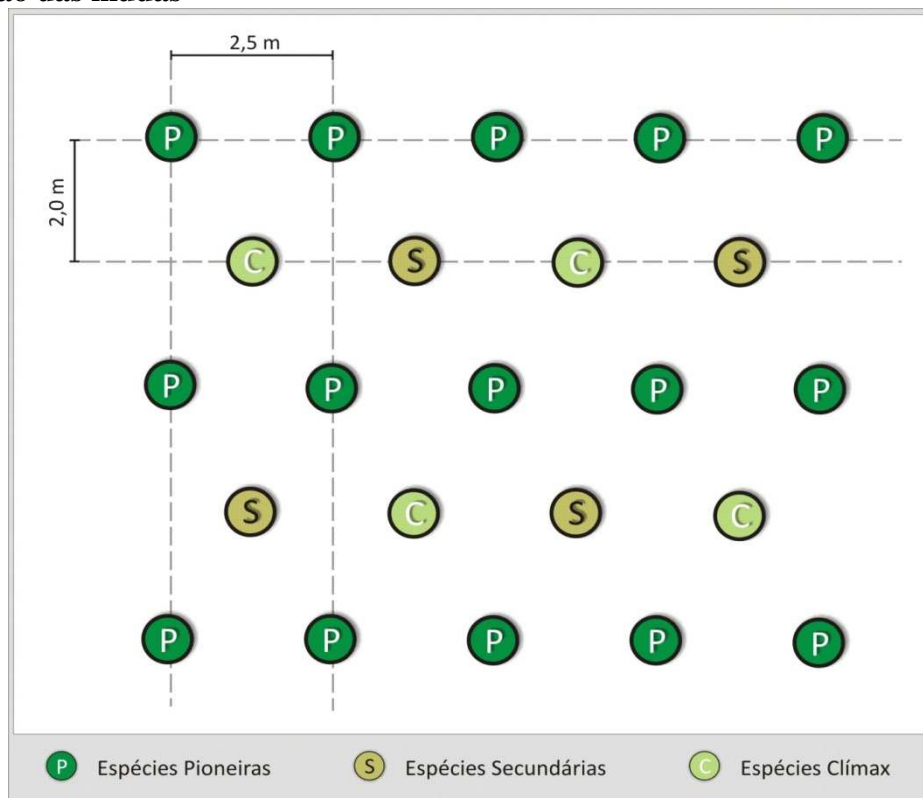 2,5 m
P P P P P
2,0 m
C S C S
P P P P P
S C S C
P P P P P
P Espécies Pioneiras S Espécies Secundárias C Espécies Clímax